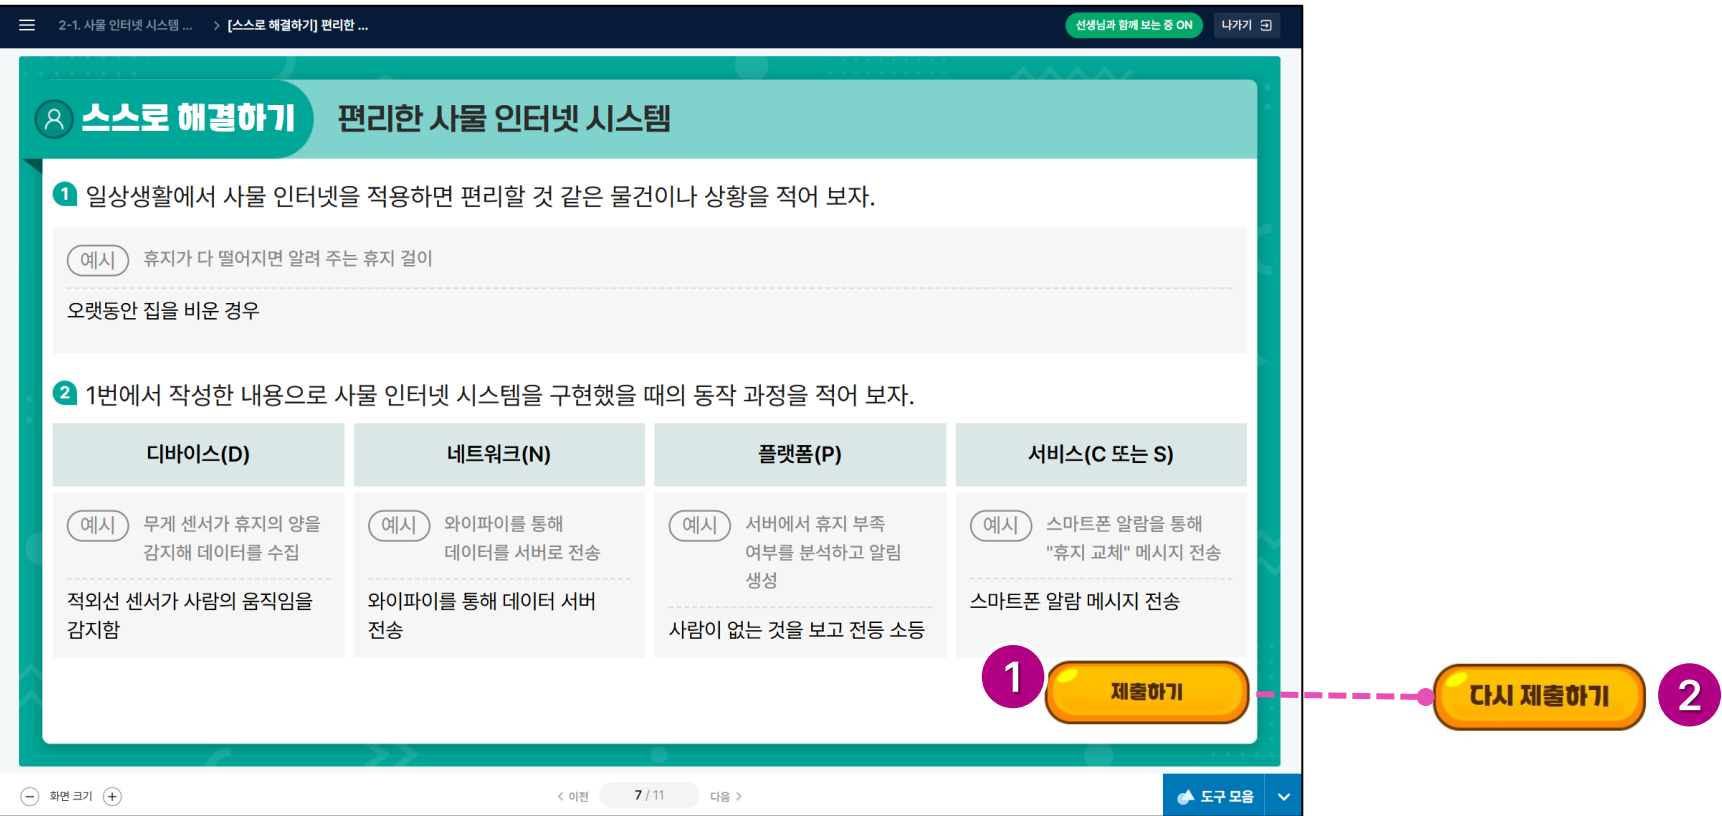 2-1. 사물 인터넷 시스템 ... > [스스로 해결하기] 편리한 ...
선생님과 함께 보는 중 ON
나가기
스스로 해결하기
편리한 사물 인터넷 시스템
1 일상생활에서 사물 인터넷을 적용하면 편리할 것 같은 물건이나 상황을 적어 보자.
예시 휴지가 다 떨어지면 알려 주는 휴지 걸이
오랫동안 집을 비운 경우
2 1번에서 작성한 내용으로 사물 인터넷 시스템을 구현했을 때의 동작 과정을 적어 보자.
디바이스(D)
예시 무게 센서가 휴지의 양을
감지해 데이터를 수집
적외선 센서가 사람의 움직임을
감지함
네트워크(N)
예시 와이파이를 통해
데이터를 서버로 전송
와이파이를 통해 데이터 서버
전송
플랫폼(P)
예시 서버에서 휴지 부족
여부를 분석하고 알림
생성
사람이 없는 것을 보고 전등 소등
서비스(C 또는 S)
예시 스마트폰 알람을 통해
"휴지 교체" 메시지 전송
스마트폰 알람 메시지 전송
1 제출하기
다시 제출하기 2
화면 크기
< 이전
7 / 11
다음 >
도구 모음